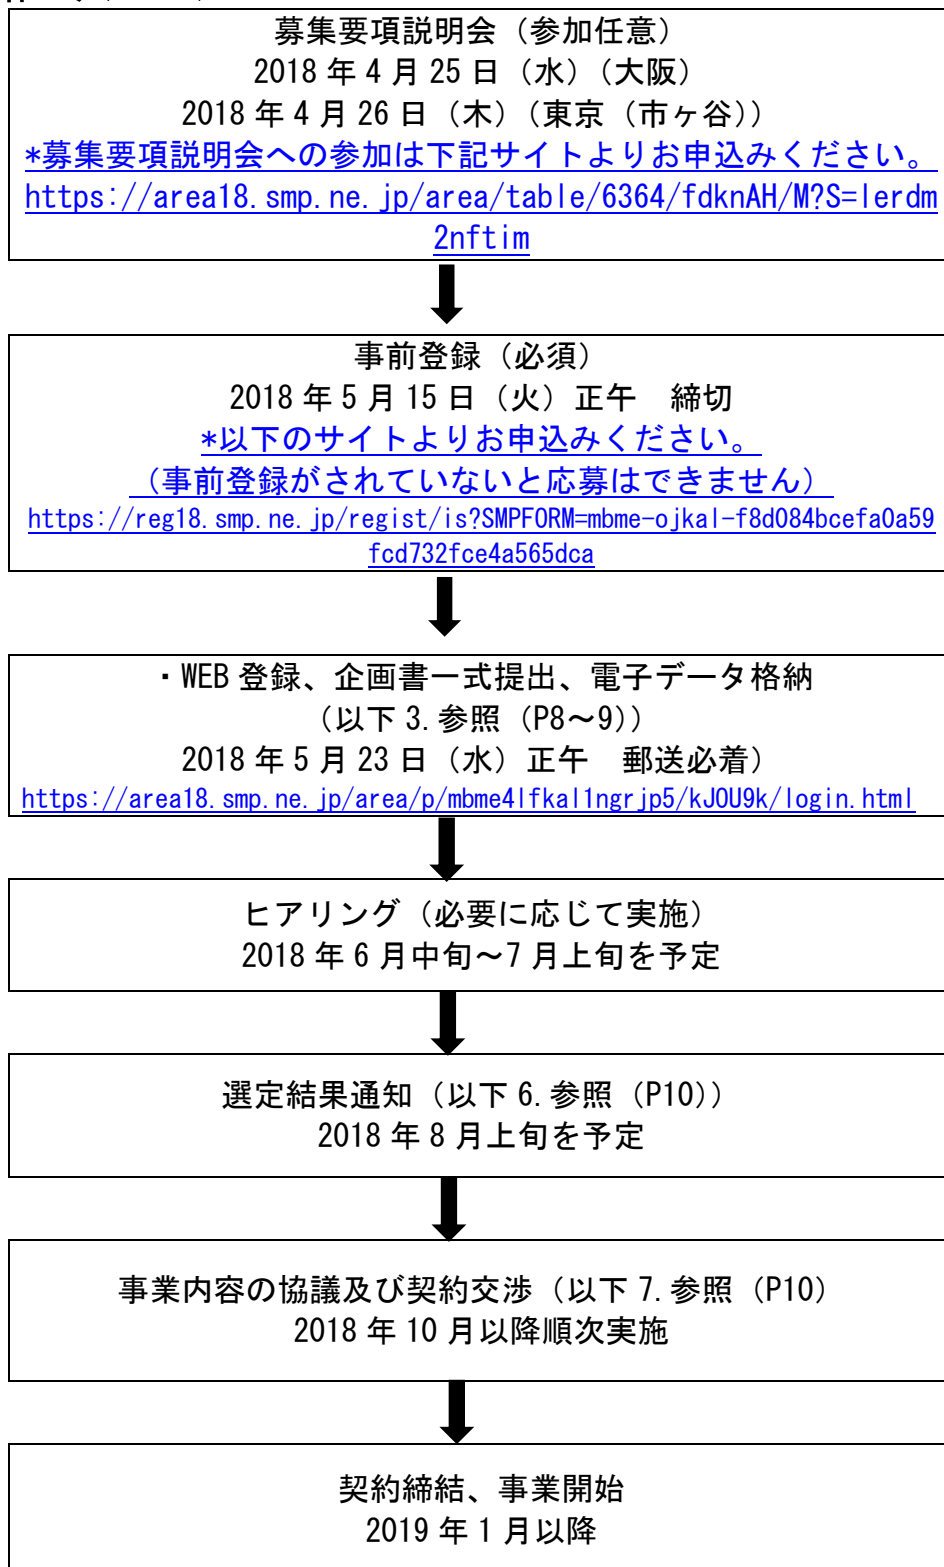 募集要項説明会（参加任意）
2018 年 4 月 25 日（水）（大阪）
2018 年 4 月 26 日（木）（東京（市ヶ谷））
*募集要項説明会への参加は下記サイトよりお申込みください。
https://area18.smp.ne.jp/area/table/6364/fdknAH/M?S=lerdm
2nftim
事前登録（必須）
2018 年 5 月 15 日（火）正午　締切
*以下のサイトよりお申込みください。
（事前登録がされていないと応募はできません）
https://reg18.smp.ne.jp/regist/is?SMPFORM=mbme-ojkal-f8d084bcefa0a59
fcd732fce4a565dca
・WEB 登録、企画書一式提出、電子データ格納
（以下 3.参照（P8～9））
2018 年 5 月 23 日（水）正午　郵送必着）
https://area18.smp.ne.jp/area/p/mbme4lfkal1ngrjp5/kJ0U9k/login.html
ヒアリング（必要に応じて実施）
2018 年 6 月中旬～7 月上旬を予定
選定結果通知（以下 6.参照（P10））
2018 年 8 月上旬を予定
事業内容の協議及び契約交渉（以下 7.参照（P10）
2018 年 10 月以降順次実施
契約締結、事業開始
2019 年 1 月以降